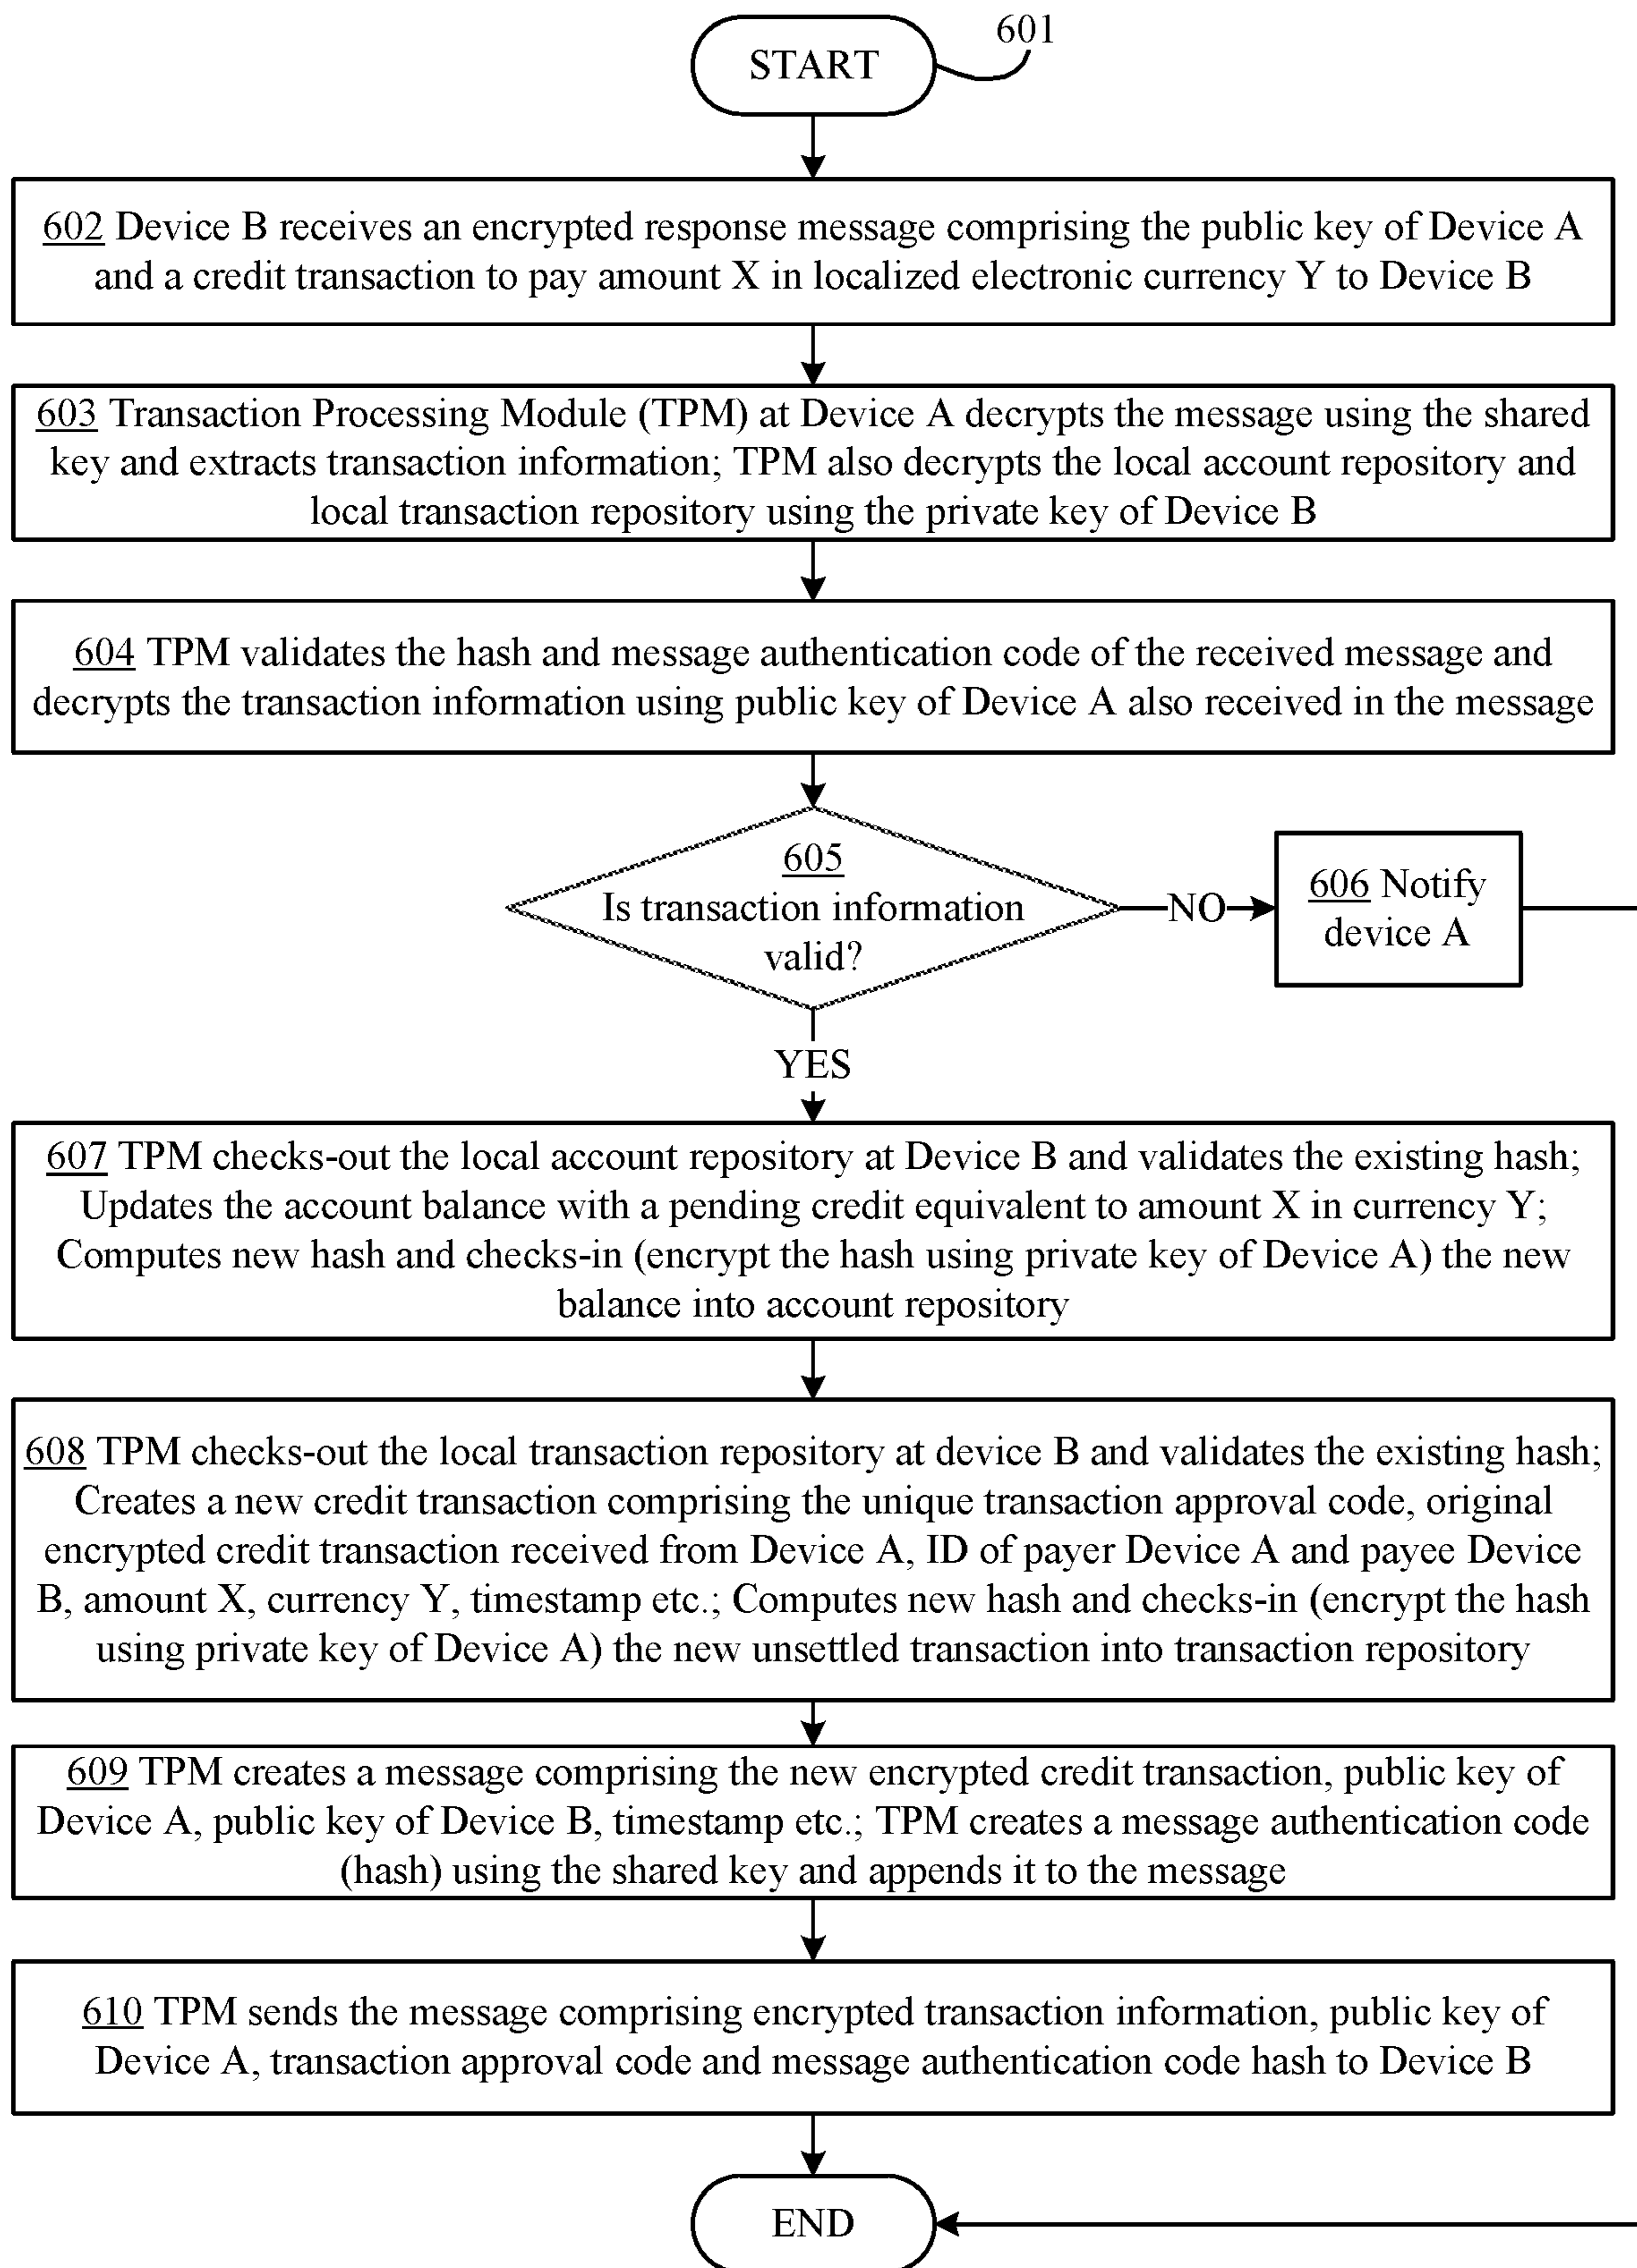 START
601
602 Device B receives an encrypted response message comprising the public key of Device A
and a credit transaction to pay amount X in localized electronic currency Y to Device B
603 Transaction Processing Module (TPM) at Device A decrypts the message using the shared
key and extracts transaction information; TPM also decrypts the local account repository and
local transaction repository using the private key of Device B
604 TPM validates the hash and message authentication code of the received message and
decrypts the transaction information using public key of Device A also received in the message
605
Is transaction information
valid?
NO
606 Notify
device A
YES
607 TPM checks-out the local account repository at Device B and validates the existing hash;
Updates the account balance with a pending credit equivalent to amount X in currency Y;
Computes new hash and checks-in (encrypt the hash using private key of Device A) the new
balance into account repository
608 TPM checks-out the local transaction repository at device B and validates the existing hash;
Creates a new credit transaction comprising the unique transaction approval code, original
encrypted credit transaction received from Device A, ID of payer Device A and payee Device
B, amount X, currency Y, timestamp etc.; Computes new hash and checks-in (encrypt the hash
using private key of Device A) the new unsettled transaction into transaction repository
609 TPM creates a message comprising the new encrypted credit transaction, public key of
Device A, public key of Device B, timestamp etc.; TPM creates a message authentication code
(hash) using the shared key and appends it to the message
610 TPM sends the message comprising encrypted transaction information, public key of
Device A, transaction approval code and message authentication code hash to Device B
END